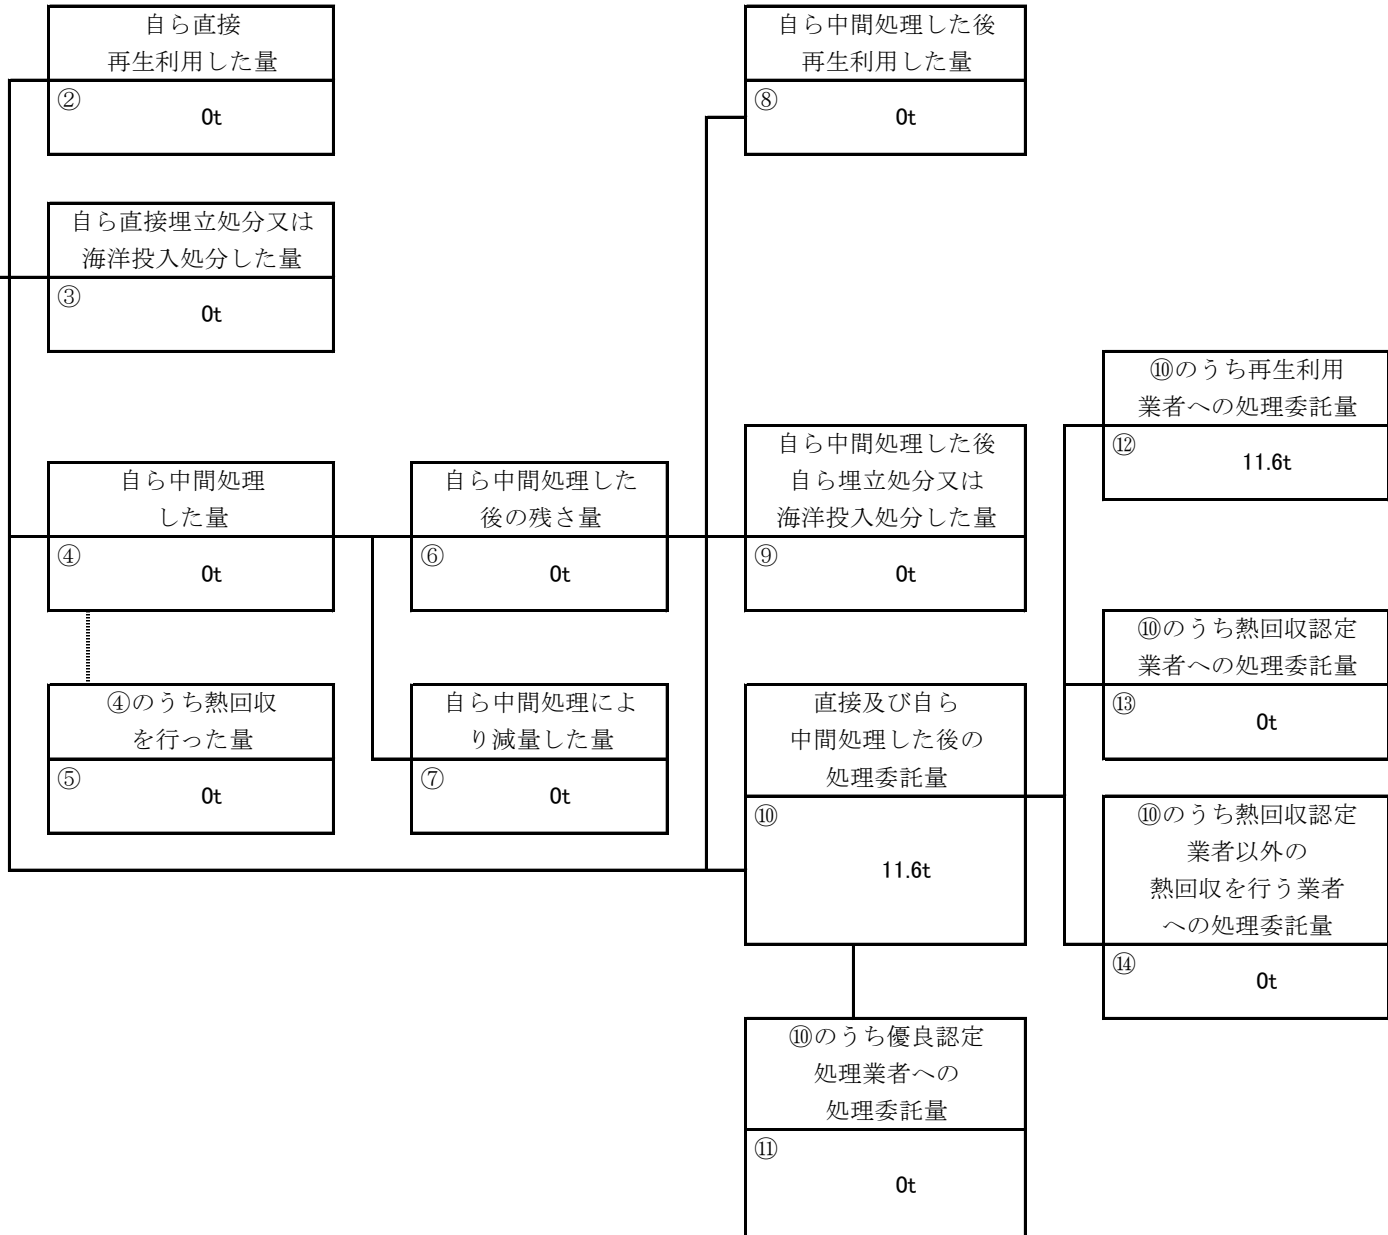 自ら直接
再生利用した量
②
0t
自ら中間処理した後
再生利用した量
⑧
0t
自ら直接埋立処分又は
海洋投入処分した量
③
0t
⑩のうち再生利用
業者への処理委託量
⑫
11.6t
自ら中間処理
した量
④
0t
自ら中間処理した
後の残さ量
⑥
0t
自ら中間処理した後
自ら埋立処分又は
海洋投入処分した量
⑨
0t
⑩のうち熱回収認定
業者への処理委託量
⑬
0t
④のうち熱回収
を行った量
⑤
0t
自ら中間処理によ
り減量した量
⑦
0t
直接及び自ら
中間処理した後の
処理委託量
⑩
11.6t
⑩のうち熱回収認定
業者以外の
熱回収を行う業者
への処理委託量
⑭
0t
⑩のうち優良認定
処理業者への
処理委託量
⑪
0t